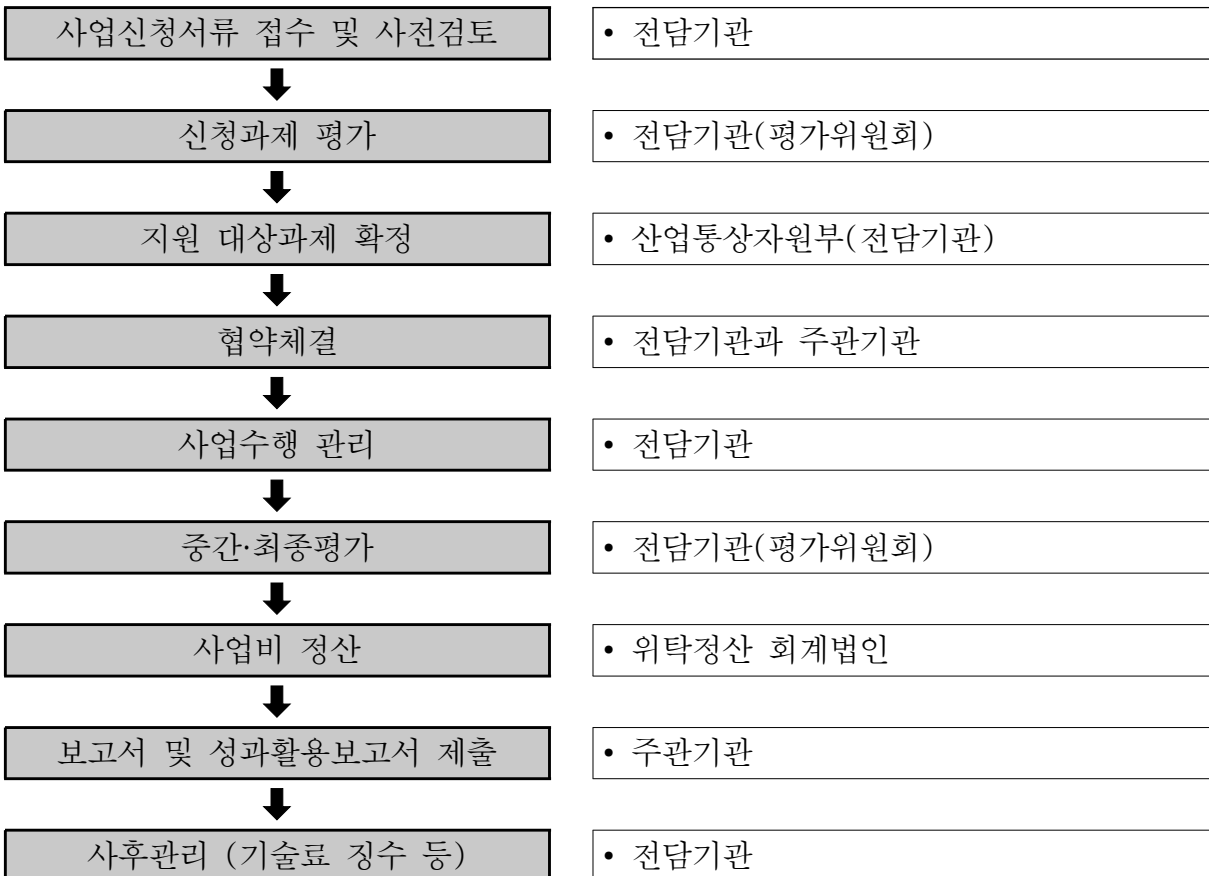 사업신청서류 접수 및 사전검토
• 전담기관
신청과제 평가
• 전담기관(평가위원회)
지원 대상과제 확정
• 산업통상자원부(전담기관)
협약체결
• 전담기관과 주관기관
사업수행 관리
• 전담기관
중간·최종평가
• 전담기관(평가위원회)
사업비 정산
• 위탁정산 회계법인
보고서 및 성과활용보고서 제출
• 주관기관
사후관리 (기술료 징수 등)
• 전담기관